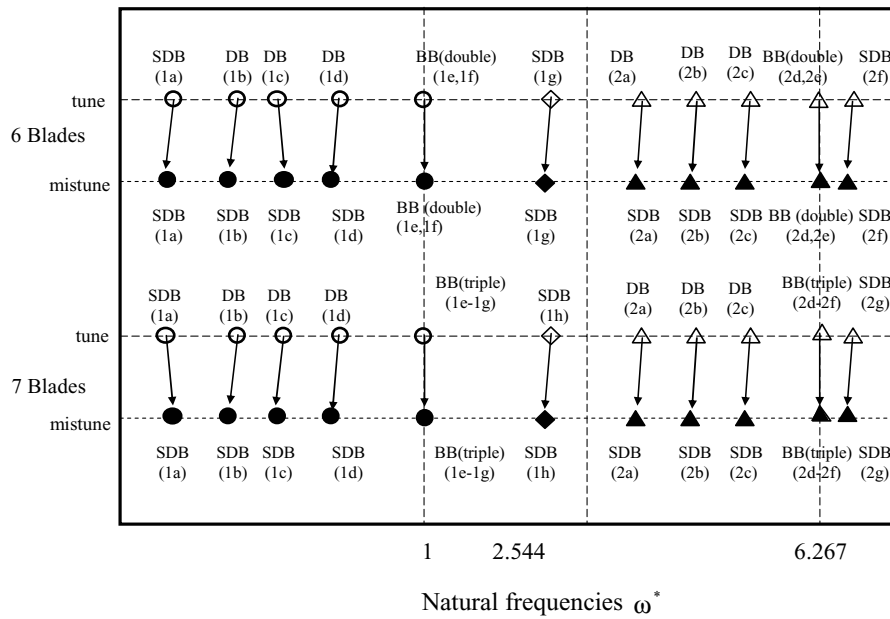 SDB DB DB DB BB(double) SDB DB DB DB BB(double) SDB
(1a) (1b) (1c) (1d) (1e,1f) (1g) (2a) (2b) (2c) (2d,2e) (2f)
tune
6 Blades
mistune
SDB SDB SDB SDB BB (double) SDB SDB SDB SDB BB (double) SDB
(1a) (1b) (1c) (1d) (1e,1f) (1g) (2a) (2b) (2c) (2d,2e) (2f)
SDB DB DB DB BB(triple) SDB DB DB DB BB(triple) SDB
(1a) (1b) (1c) (1d) (1e-1g) (1h) (2a) (2b) (2c) (2d-2f) (2g)
tune
7 Blades
mistune
SDB SDB SDB SDB BB(triple) SDB SDB SDB SDB BB(triple) SDB
(1a) (1b) (1c) (1d) (1e-1g) (1h) (2a) (2b) (2c) (2d-2f) (2g)
1 2.544 6.267
Natural frequencies ω*